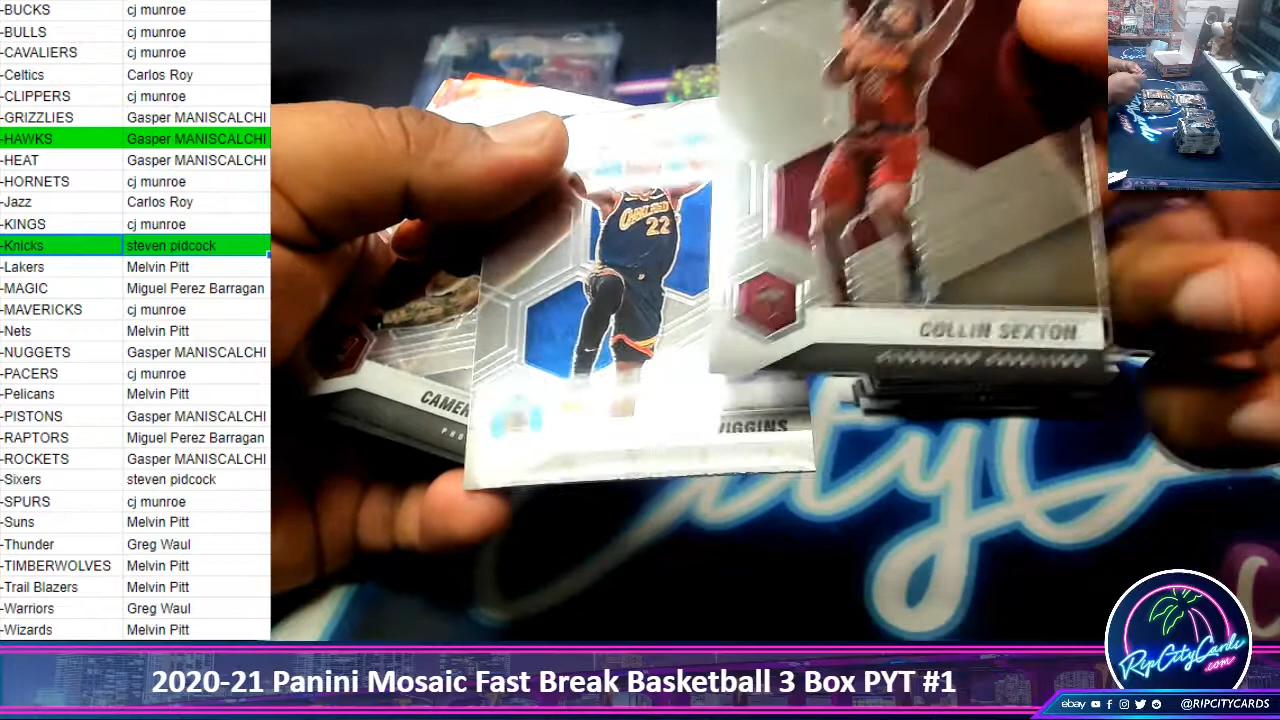 -BUCKS cj munroe
-BULLS cj munroe
-CAVALIERS cj munroe
-Celtics Carlos Roy
-CLIPPERS cj munroe
-GRIZZLIES Gasper MANISCALCHI
-HAWKS Gasper MANISCALCHI
-HEAT Gasper MANISCALCHI
-HORNETS cj munroe
-Jazz Carlos Roy
-KINGS cj munroe
-Knicks steven pidcock
-Lakers Melvin Pitt
-MAGIC Miguel Perez Barragan
-MAVERICKS cj munroe
-Nets Melvin Pitt
-NUGGETS Gasper MANISCALCHI
-PACERS cj munroe
-Pelicans Melvin Pitt
-PISTONS Gasper MANISCALCHI
-RAPTORS Miguel Perez Barragan
-ROCKETS Gasper MANISCALCHI
-Sixers steven pidcock
-SPURS cj munroe
-Suns Melvin Pitt
-Thunder Greg Waul
-TIMBERWOLVES Melvin Pitt
-Trail Blazers Melvin Pitt
-Warriors Greg Waul
-Wizards Melvin Pitt
22
COLLIN SEXTON
CAMER
WIGGINS
ityC
RipCityCards
.com
2020-21 Panini Mosaic Fast Break Basketball 3 Box PYT #1
ebay @RIPCITYCARDS